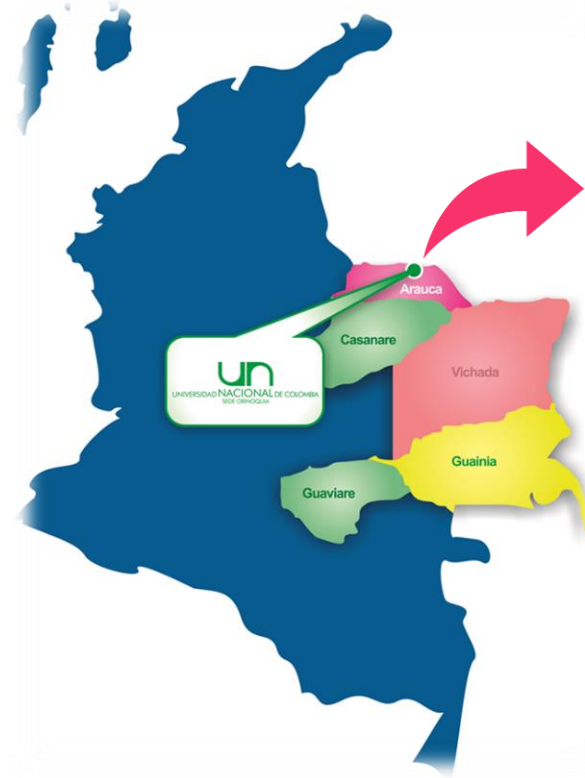 Arauca
Casanare
Vichada
un
UNIVERSIDAD NACIONAL DE COLOMBIA
SEDE ORINOQUIA
Guainia
Guaviare